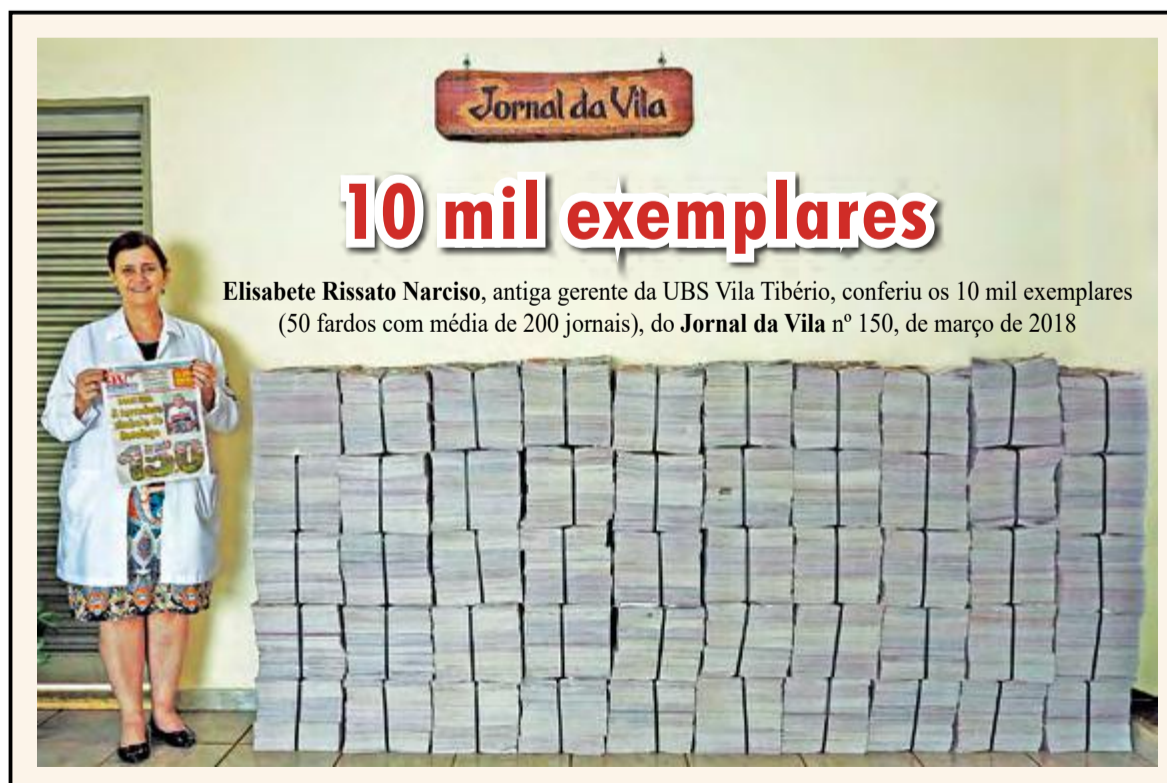 Jornal da Vila
10 mil exemplares
Elisabete Rissato Narciso, antiga gerente da UBS Vila Tibério, conferiu os 10 mil exemplares
(50 fardos com média de 200 jornais), do Jornal da Vila nº 150, de março de 2018
150